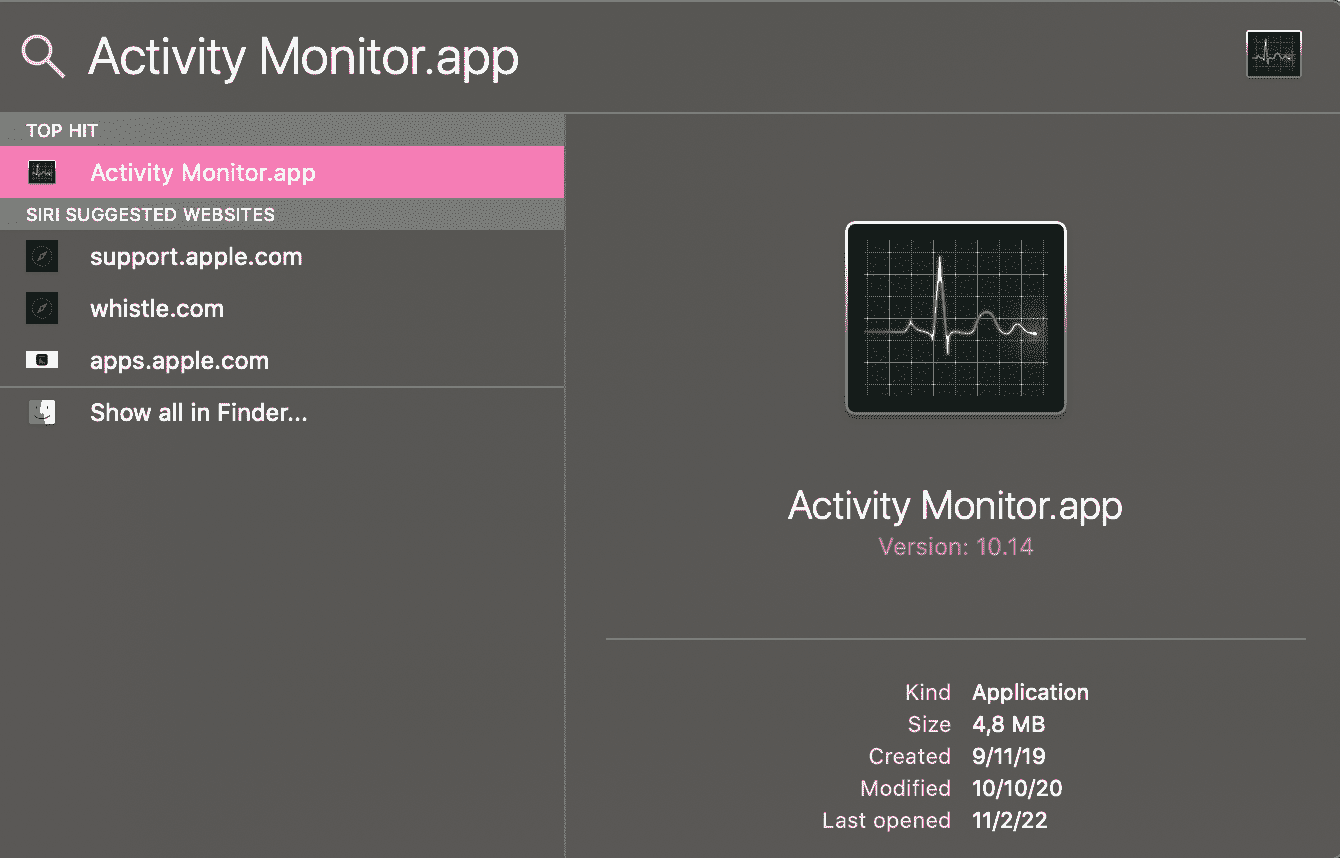 Activity Monitor.app
TOP HIT
Activity Monitor.app
SIRI SUGGESTED WEBSITES
support.apple.com
whistle.com
apps.apple.com
Show all in Finder...
Activity Monitor.app
Version: 10.14
Kind Application
Size 4,8 MB
Created 9/11/19
Modified 10/10/20
Last opened 11/2/22